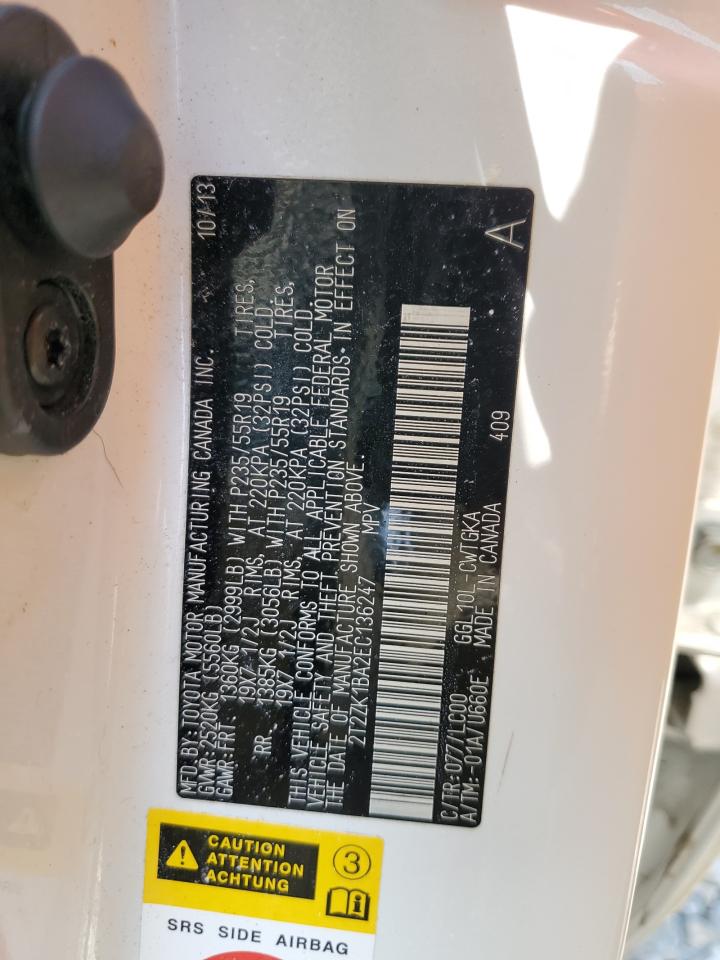 MFD BY:TOYOTA MOTOR MANUFACTURING CANADA INC. 10/13
GVWR:2520KG (5560LB)
GAWR:FRT: 1360KG (2999LB) WITH P235/55R19 TIRES,
19X7-1/2J RIMS, AT 220KPA (32PSI) COLD.
RR. 1385KG (3056LB) WITH P235/55R19 TIRES,
19X7-1/2J RIMS, AT 220KPA (32PSI) COLD.
THIS VEHICLE CONFORMS TO ALL APPLICABLE FEDERAL MOTOR
VEHICLE SAFETY AND THEFT PREVENTION STANDARDS IN EFFECT ON
THE DATE OF MANUFACTURE SHOWN ABOVE.
2T2ZK1BA2EC136247 MPV
C/TR:077/LC00 GGL10L-CWTGKA 409 A
A/TM-01A/U660E MADE IN CANADA
CAUTION
ATTENTION
ACHTUNG
3
SRS SIDE AIRBAG